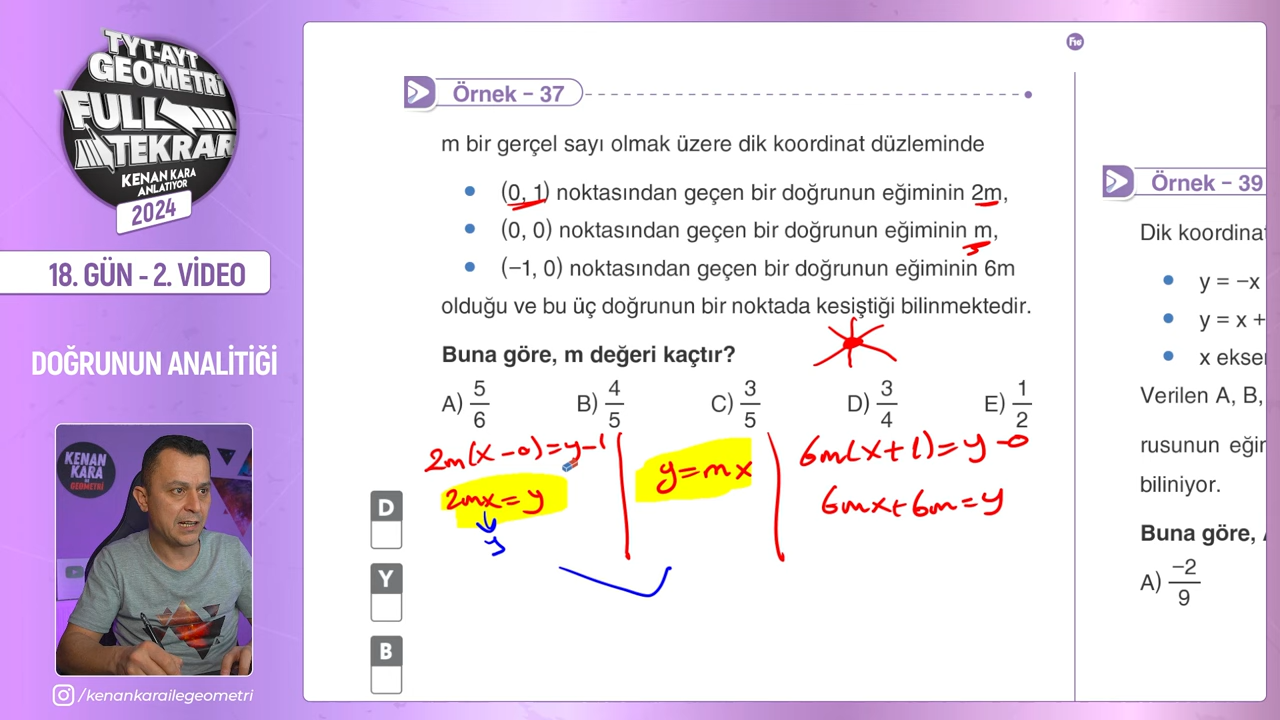 TYT-AYT
GEOMETRİ
FULL
TEKRAR
KENAN KARA
ANLATIYOR
2024
18. GÜN - 2. VİDEO
DOĞRUNUN ANALİTİĞİ
KENAN
KARA
GEOMETRİ
/kenankarailegeometri
Örnek - 37
m bir gerçel sayı olmak üzere dik koordinat düzleminde
• (0, 1) noktasından geçen bir doğrunun eğiminin 2m,
• (0, 0) noktasından geçen bir doğrunun eğiminin m,
• (−1, 0) noktasından geçen bir doğrunun eğiminin 6m
olduğu ve bu üç doğrunun bir noktada kesiştiği bilinmektedir.
Buna göre, m değeri kaçtır?
A) 5/6 B) 4/5 C) 3/5 D) 3/4 E) 1/2
2m(x-0)=y-1
2mx=y
y
y=mx
6m(x+1)=y-0
6mx+6m=y
D
Y
B
Örnek - 39
Dik koordina
• y = −x
• y = x +
• x ekse
Verilen A, B,
rusunun eğir
biliniyor.
Buna göre,
A) −2/9